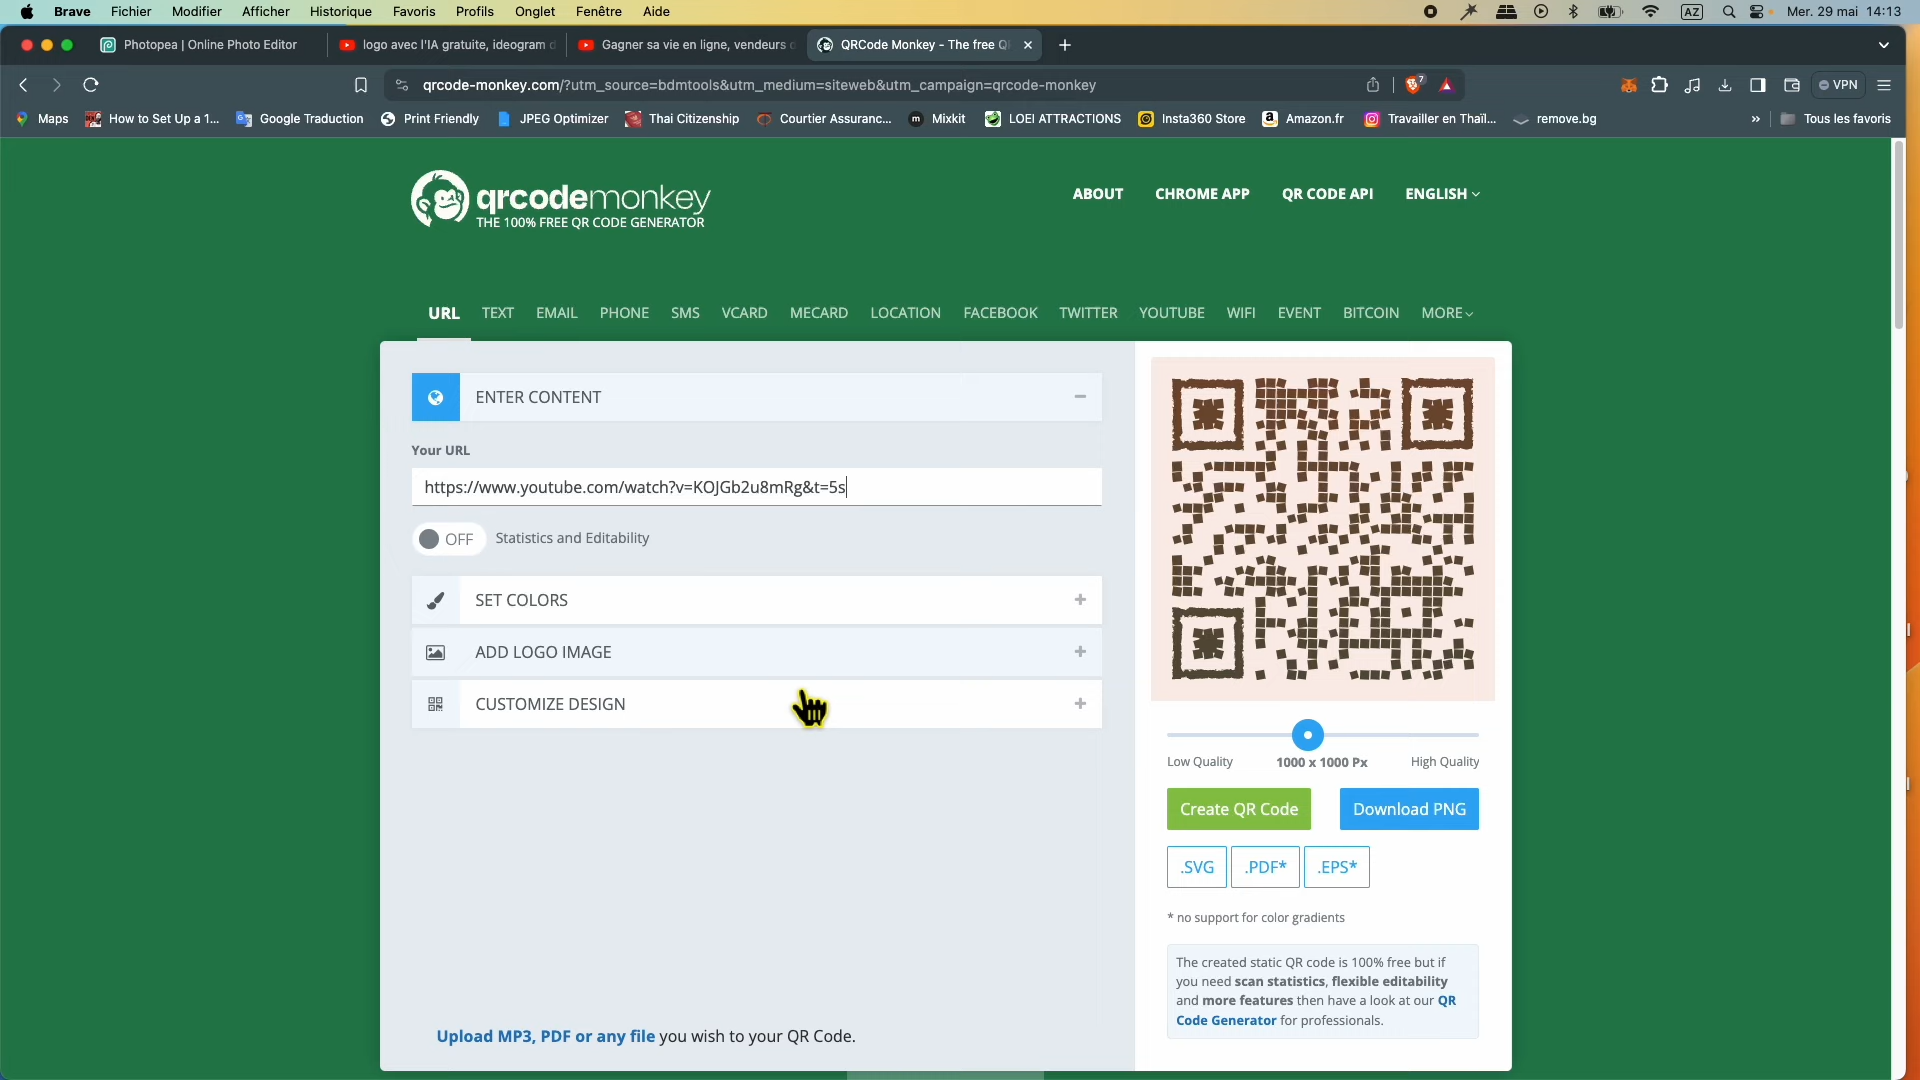 Brave Fichier Modifier Afficher Historique Favoris Profils Onglet Fenêtre Aide AZ Mer. 29 mai 14:13
Photopea | Online Photo Editor logo avec l'IA gratuite, ideogram Gagner sa vie en ligne, vendeurs QRCode Monkey - The free
qrcode-monkey.com/?utm_source=bdmtools&utm_medium=siteweb&utm_campaign=qrcode-monkey 7 VPN
Maps How to Set Up a 1... Google Traduction Print Friendly JPEG Optimizer Thai Citizenship Courtier Assuranc... Mixkit LOEI ATTRACTIONS Insta360 Store Amazon.fr Travailler en Thaïl... remove.bg » Tous les favoris
qrcodemonkey
THE 100% FREE QR CODE GENERATOR
ABOUT CHROME APP QR CODE API ENGLISH
URL TEXT EMAIL PHONE SMS VCARD MECARD LOCATION FACEBOOK TWITTER YOUTUBE WIFI EVENT BITCOIN MORE
ENTER CONTENT
Your URL
https://www.youtube.com/watch?v=KOJGb2u8mRg&t=5s
OFF Statistics and Editability
SET COLORS
ADD LOGO IMAGE
CUSTOMIZE DESIGN
Upload MP3, PDF or any file you wish to your QR Code.
Low Quality 1000 x 1000 Px High Quality
Create QR Code Download PNG
.SVG .PDF* .EPS*
* no support for color gradients
The created static QR code is 100% free but if
you need scan statistics, flexible editability
and more features then have a look at our QR
Code Generator for professionals.